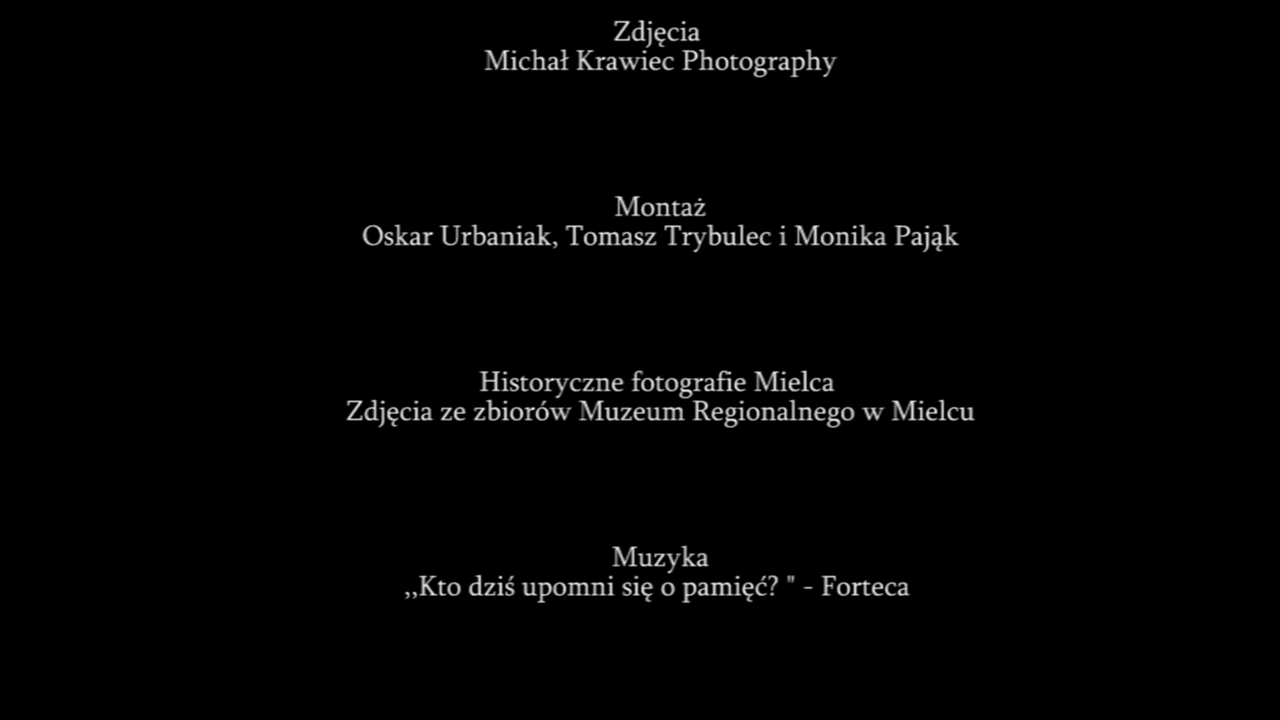 Zdjęcia
Michał Krawiec Photography
Montaż
Oskar Urbaniak, Tomasz Trybulec i Monika Pająk
Historyczne fotografie Mielca
Zdjęcia ze zbiorów Muzeum Regionalnego w Mielcu
Muzyka
,,Kto dziś upomni się o pamięć? " - Forteca